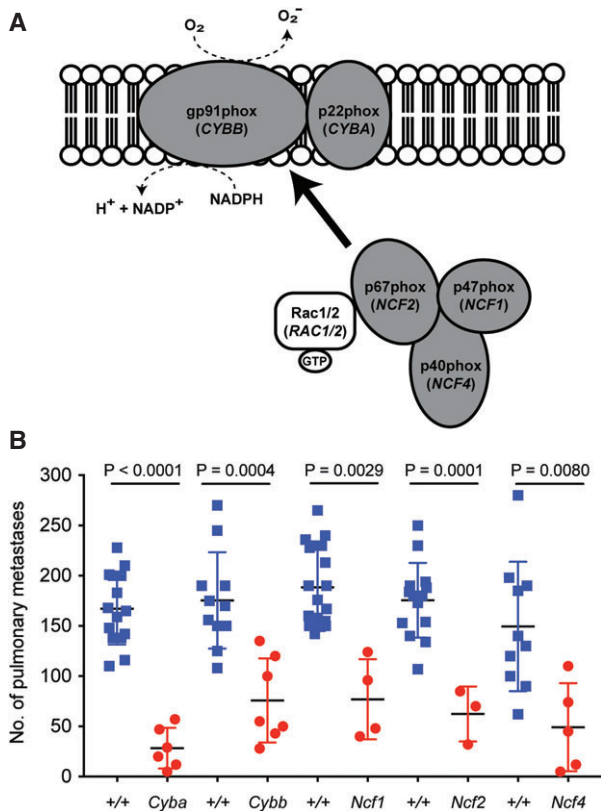 A
O₂ O₂⁻
gp91phox
(CYBB)
p22phox
(CYBA)
H⁺ + NADP⁺
NADPH
p67phox
(NCF2)
p47phox
(NCF1)
Rac1/2
(RAC1/2)
GTP
p40phox
(NCF4)
B
P < 0.0001 P = 0.0004 P = 0.0029 P = 0.0001 P = 0.0080
No. of pulmonary metastases
300
250
200
150
100
50
0
+/+ Cyba +/+ Cybb +/+ Ncf1 +/+ Ncf2 +/+ Ncf4